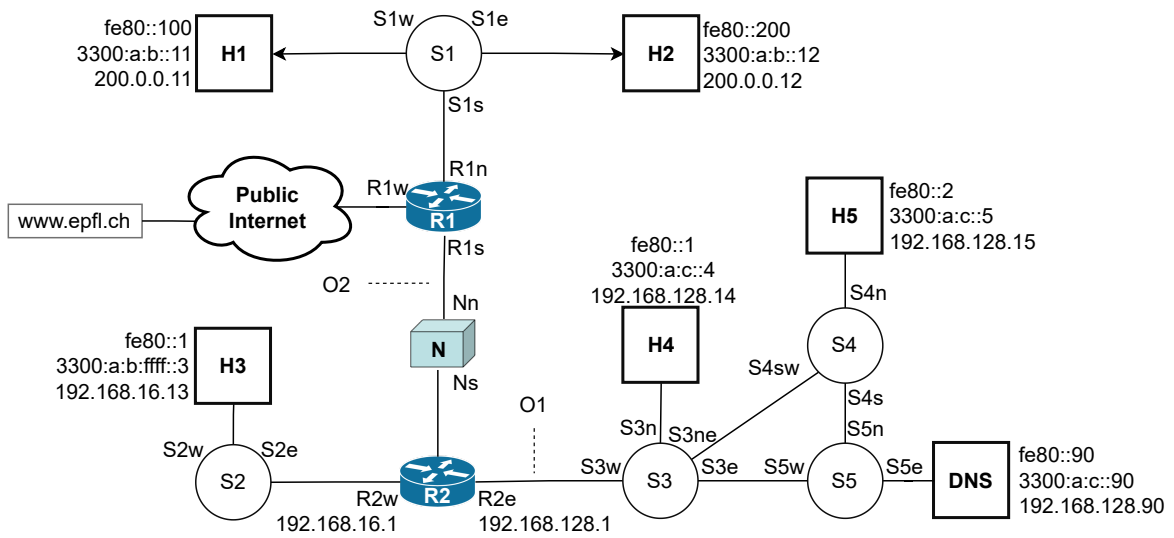 fe80::100
3300:a:b::11
200.0.0.11
H1
S1w
S1e
S1
S1s
H2
fe80::200
3300:a:b::12
200.0.0.12
www.epfl.ch
Public
Internet
R1w
R1n
R1
R1s
O2
Nn
N
Ns
fe80::1
3300:a:b:ffff::3
192.168.16.13
H3
S2w
S2e
S2
R2w
192.168.16.1
R2
R2e
192.168.128.1
O1
fe80::1
3300:a:c::4
192.168.128.14
H4
S3n
S3ne
S3w
S3
S3e
H5
fe80::2
3300:a:c::5
192.168.128.15
S4n
S4
S4sw
S4s
S5n
S5w
S5
S5e
DNS
fe80::90
3300:a:c::90
192.168.128.90